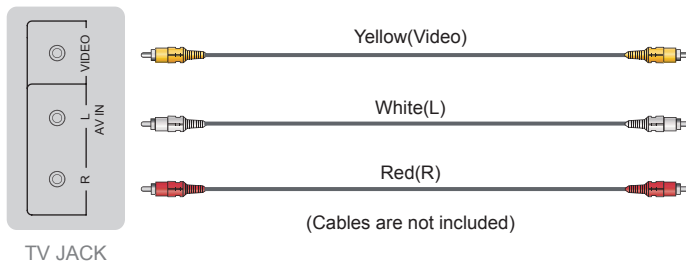 VIDEO
L
AV IN
R
TV JACK
Yellow(Video)
White(L)
Red(R)
(Cables are not included)